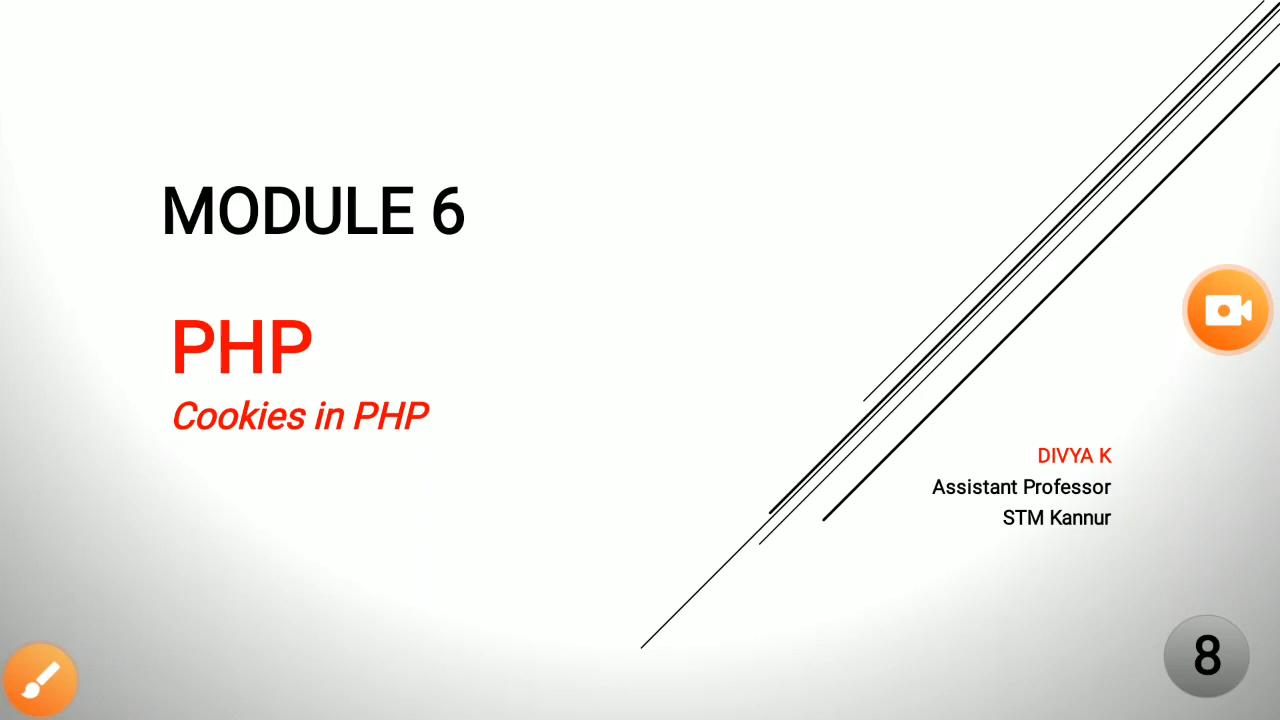 MODULE 6
PHP
Cookies in PHP
DIVYA K
Assistant Professor
STM Kannur
8